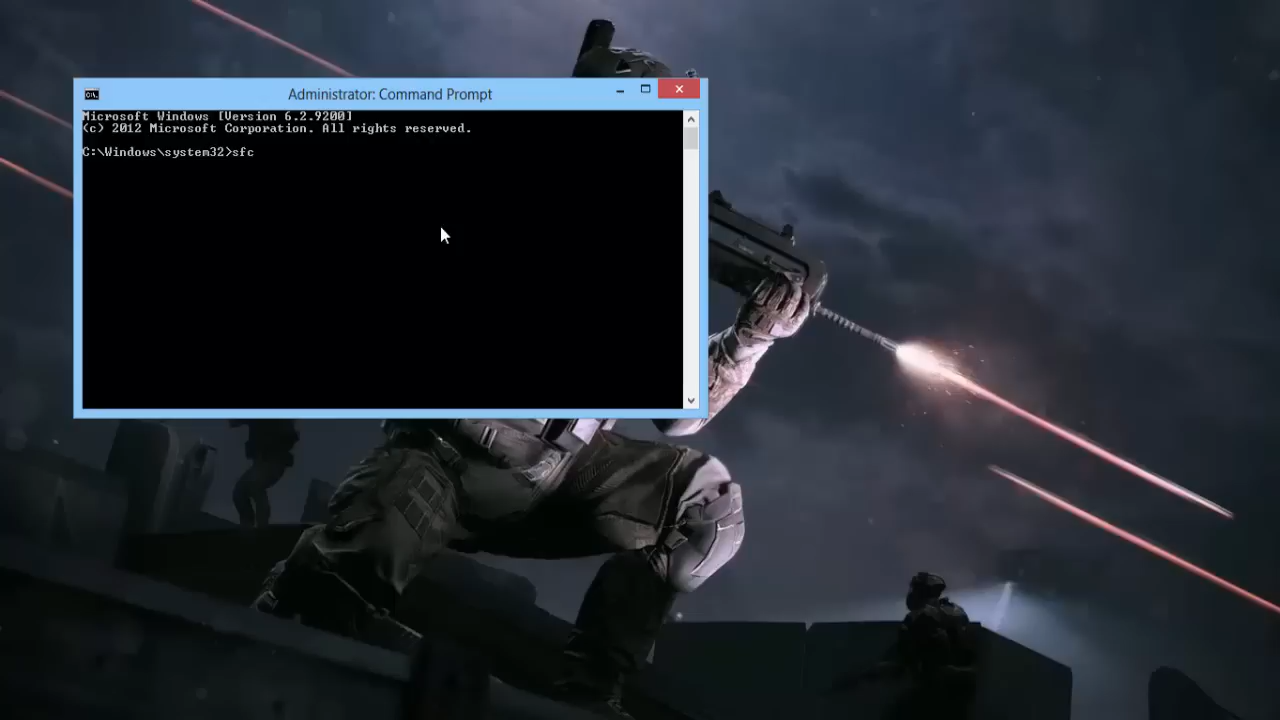 Administrator: Command Prompt
Microsoft Windows [Version 6.2.9200]
(c) 2012 Microsoft Corporation. All rights reserved.
C:\Windows\system32>sfc